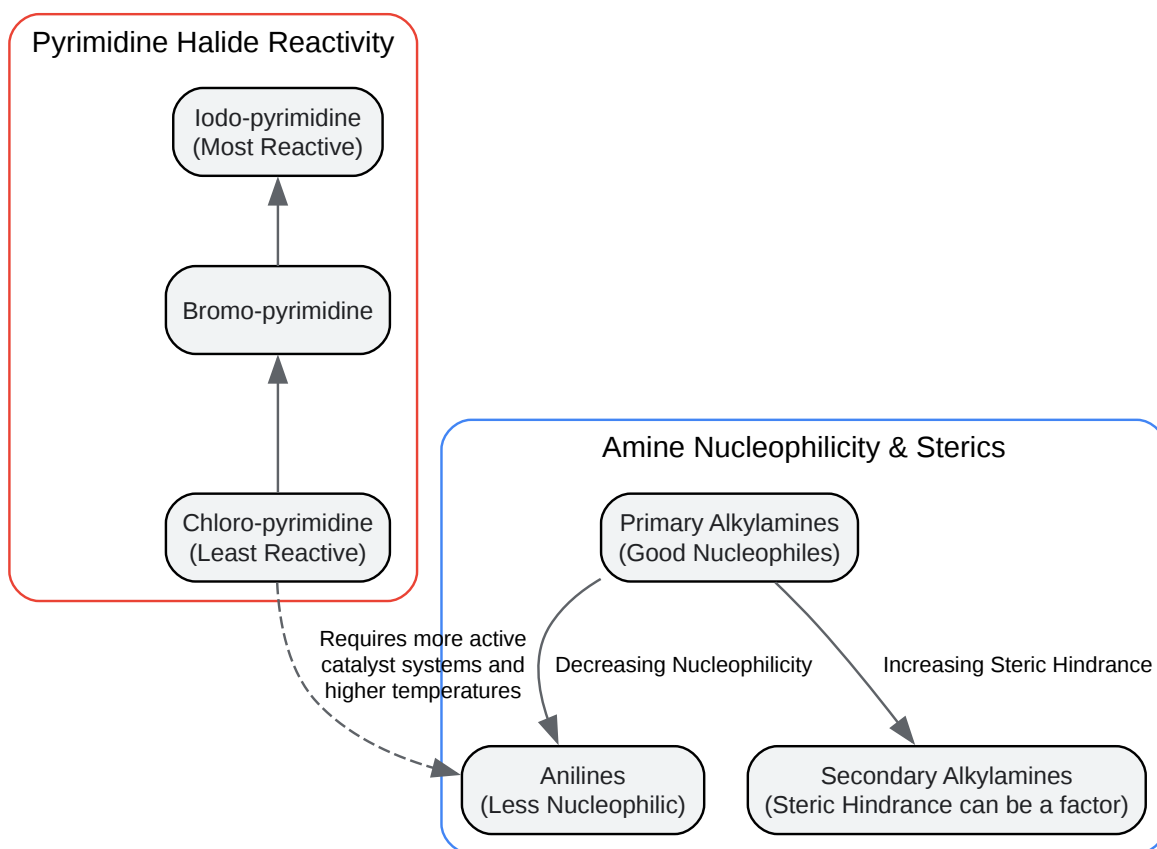 Pyrimidine Halide Reactivity
Iodo-pyrimidine
(Most Reactive)
Bromo-pyrimidine
Chloro-pyrimidine
(Least Reactive)
Amine Nucleophilicity & Sterics
Primary Alkylamines
(Good Nucleophiles)
Requires more active
catalyst systems and
higher temperatures
Decreasing Nucleophilicity
Increasing Steric Hindrance
Anilines
(Less Nucleophilic)
Secondary Alkylamines
(Steric Hindrance can be a factor)